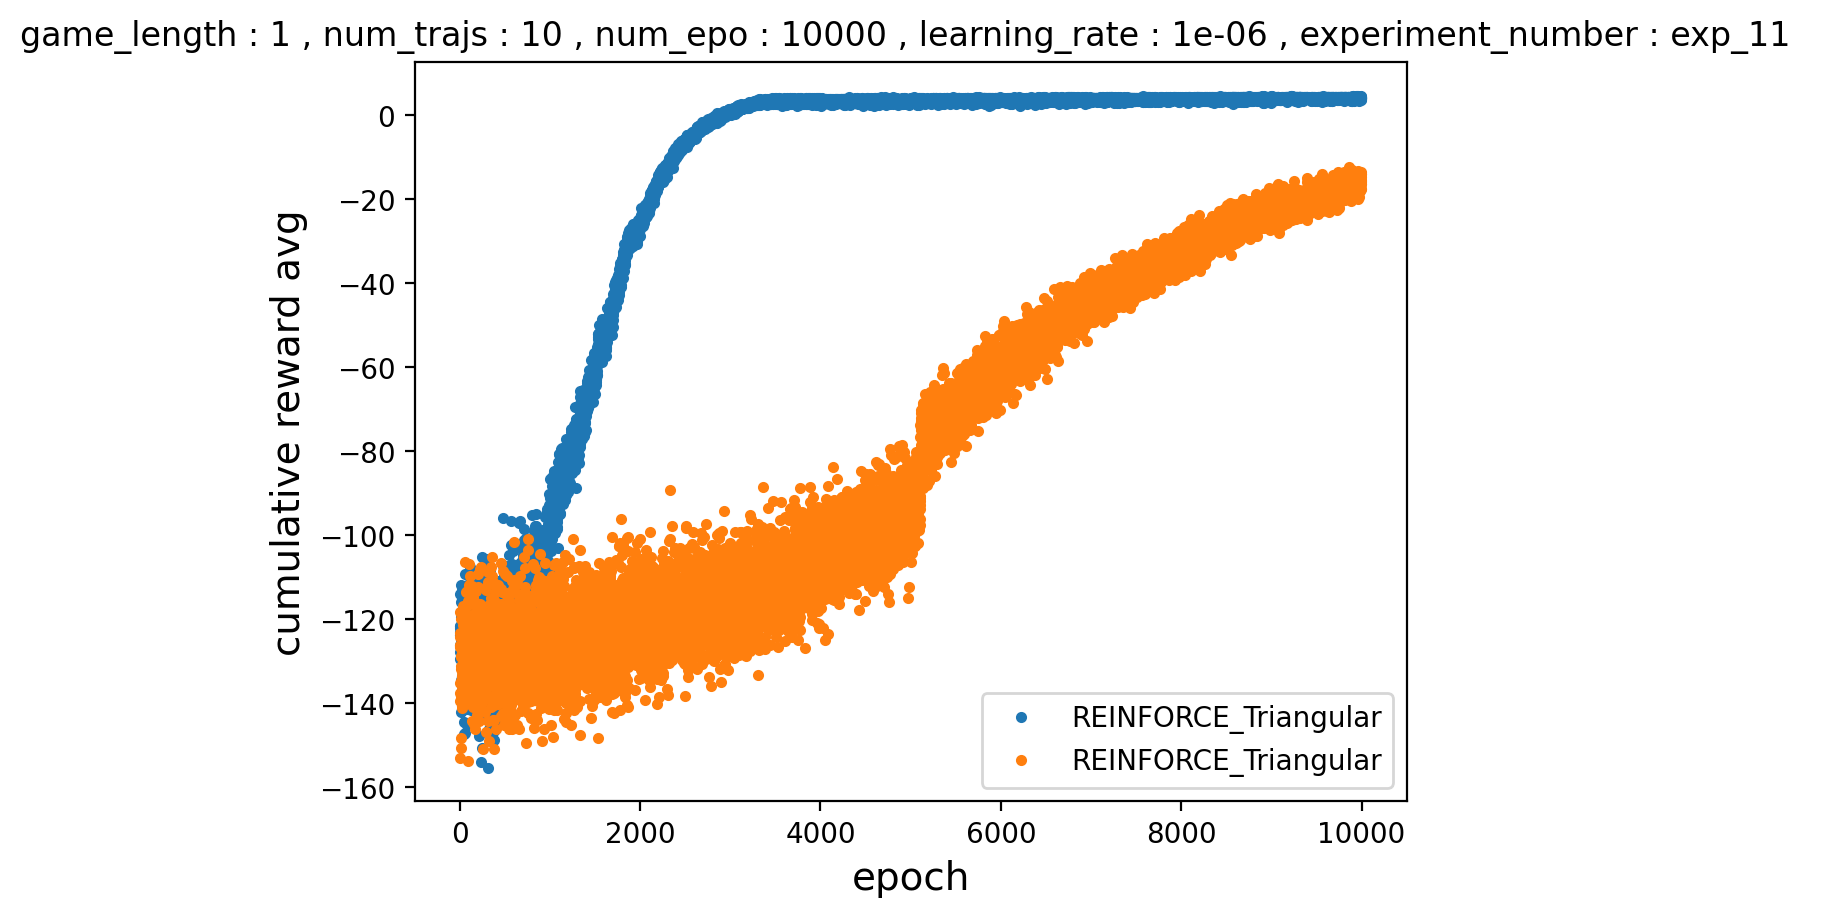 game_length : 1 , num_trajs : 10 , num_epo : 10000 , learning_rate : 1e-06 , experiment_number : exp_11
0
−20
−40
−60
−80
−100
−120
−140
−160
cumulative reward avg
REINFORCE_Triangular
REINFORCE_Triangular
0 2000 4000 6000 8000 10000
epoch